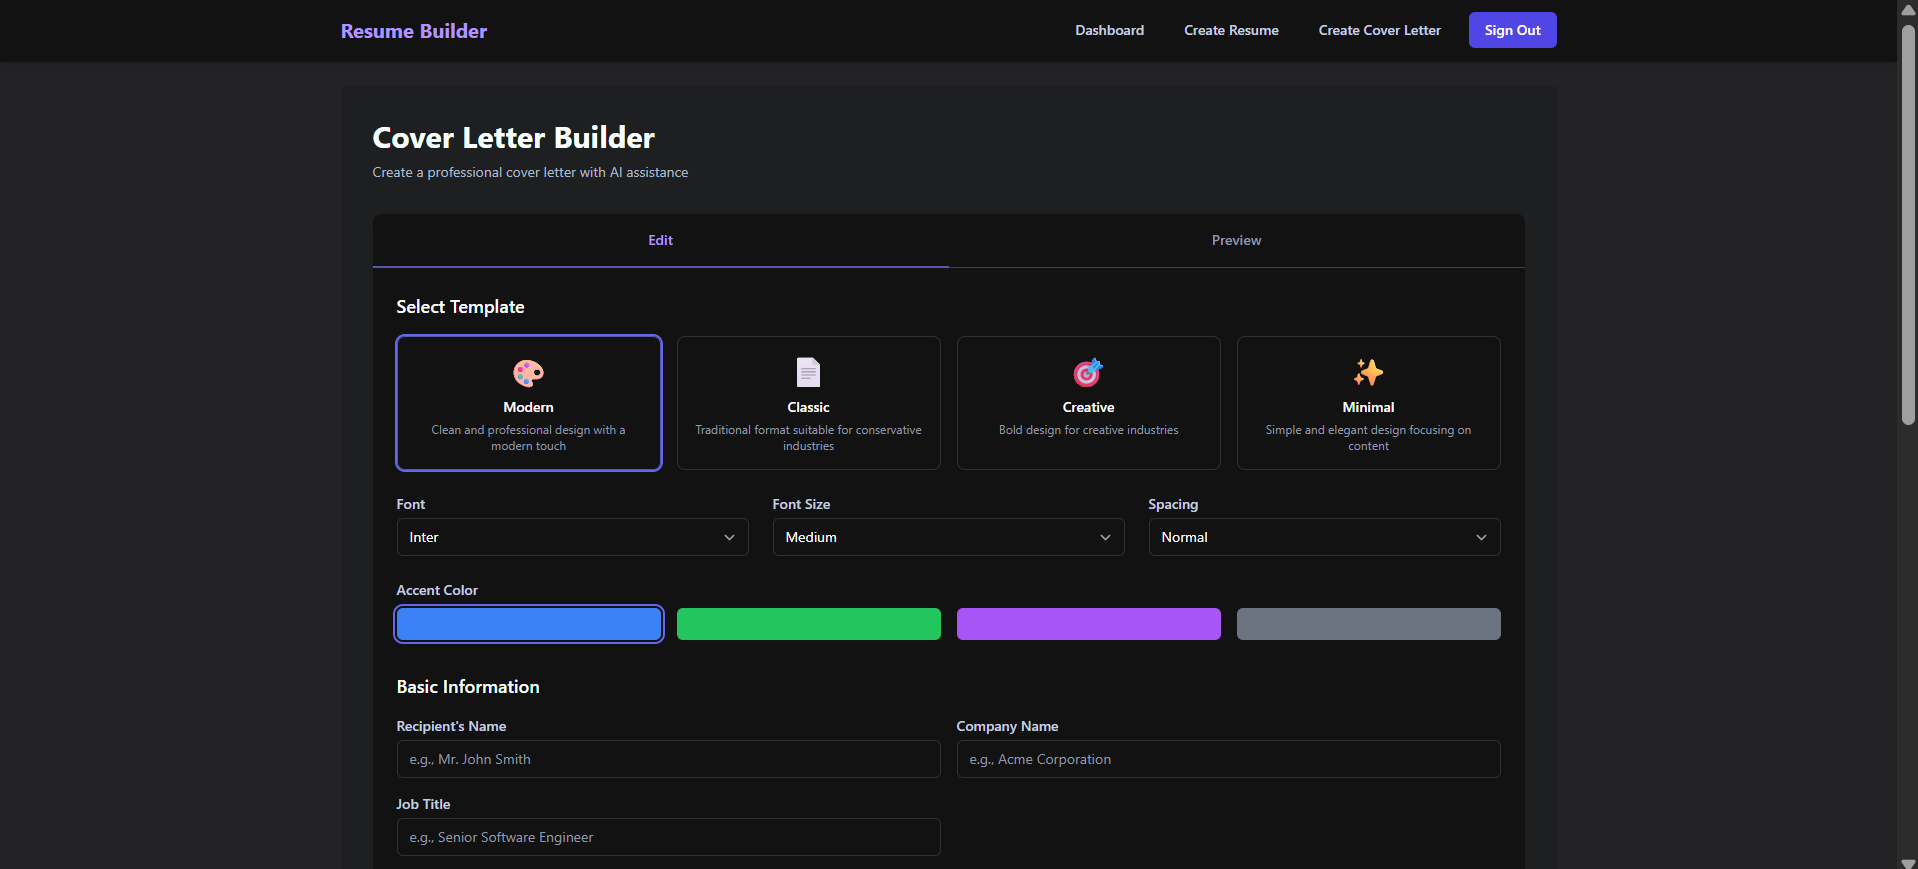 Resume Builder
Dashboard
Create Resume
Create Cover Letter
Sign Out
Cover Letter Builder
Create a professional cover letter with AI assistance
Edit
Preview
Select Template
Modern
Clean and professional design with a
modern touch
Classic
Traditional format suitable for conservative
industries
Creative
Bold design for creative industries
Minimal
Simple and elegant design focusing on
content
Font
Inter
Font Size
Medium
Spacing
Normal
Accent Color
Basic Information
Recipient's Name
e.g., Mr. John Smith
Company Name
e.g., Acme Corporation
Job Title
e.g., Senior Software Engineer